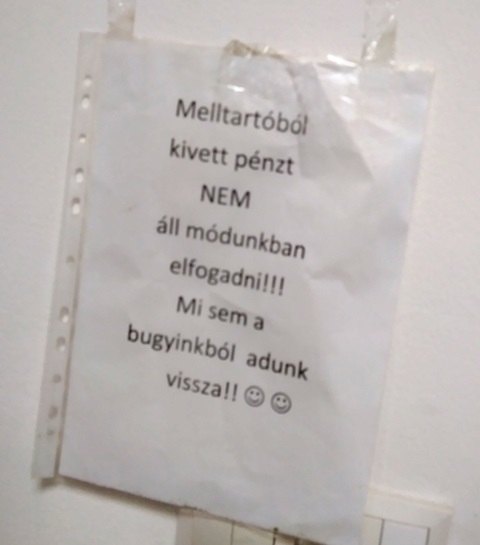 Melltartóból
kivett pénzt
NEM
áll módunkban
elfogadni!!!
Mi sem a
bugyinkból adunk
vissza!! ☺ ☺